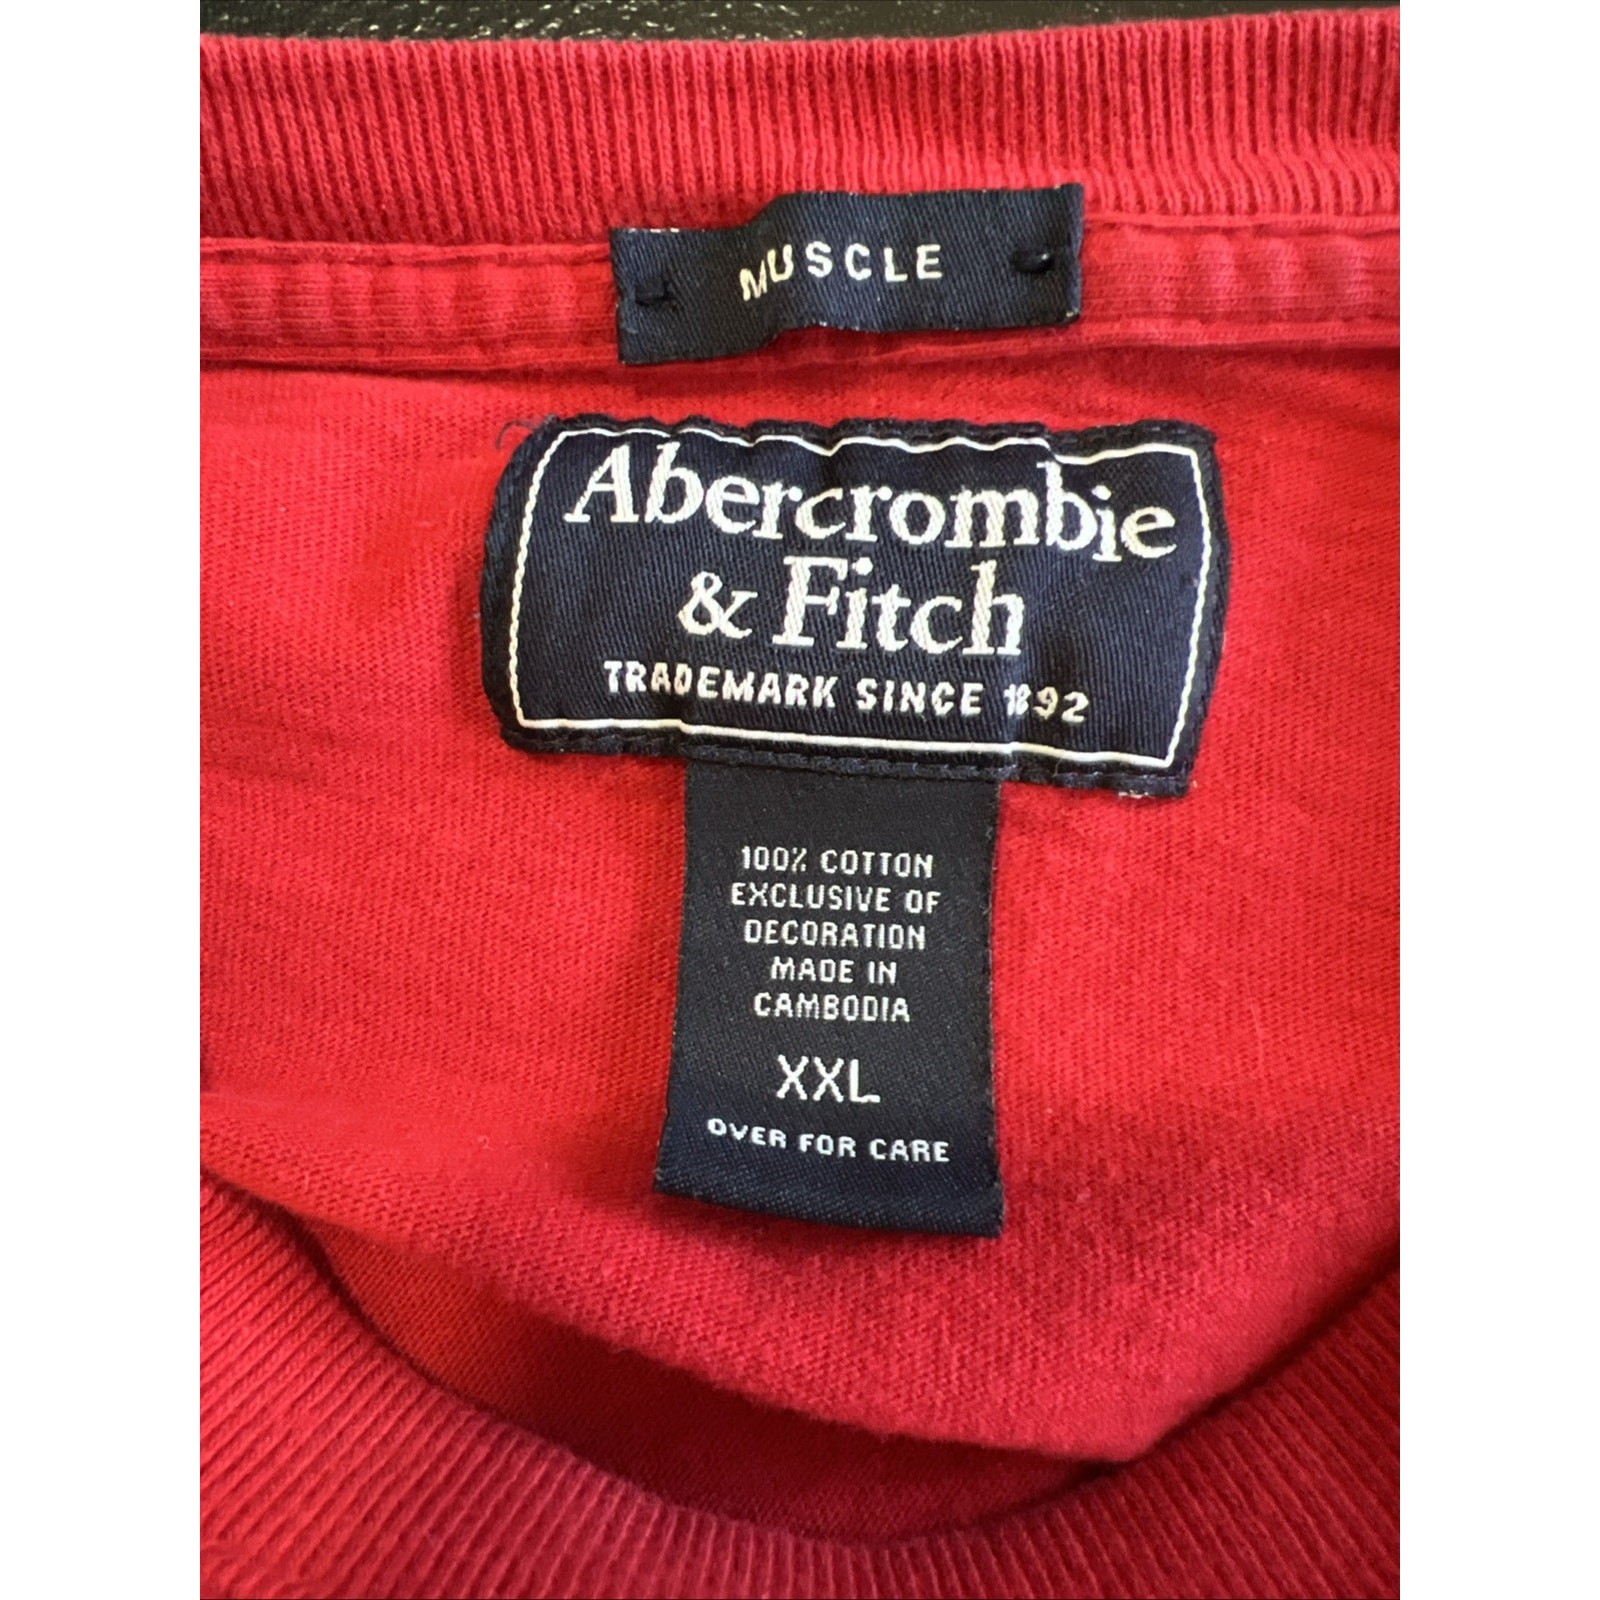 MUSCLE
Abercrombie
& Fitch
TRADEMARK SINCE 1892
100% COTTON
EXCLUSIVE OF
DECORATION
MADE IN
CAMBODIA
XXL
OVER FOR CARE